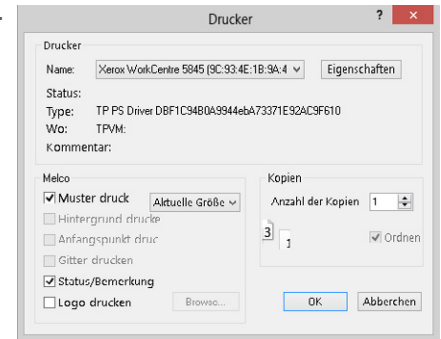 Drucker
?
Drucker
Name: Xerox WorkCentre 5845 (9C:93:4E:1B:9A:4 Eigenschaften
Status:
Type: TP PS Driver DBF1C94B0A9944ebA73371E92AC9F610
Wo: TPVM:
Kommentar:
Melco
Muster druck Aktuelle Größe
Hintergrund drucke
Anfangspunkt druc
Gitter drucken
Status/Bemerkung
Logo drucken Browse...
Kopien
Anzahl der Kopien 1
3 1 Ordnen
OK Abberchen